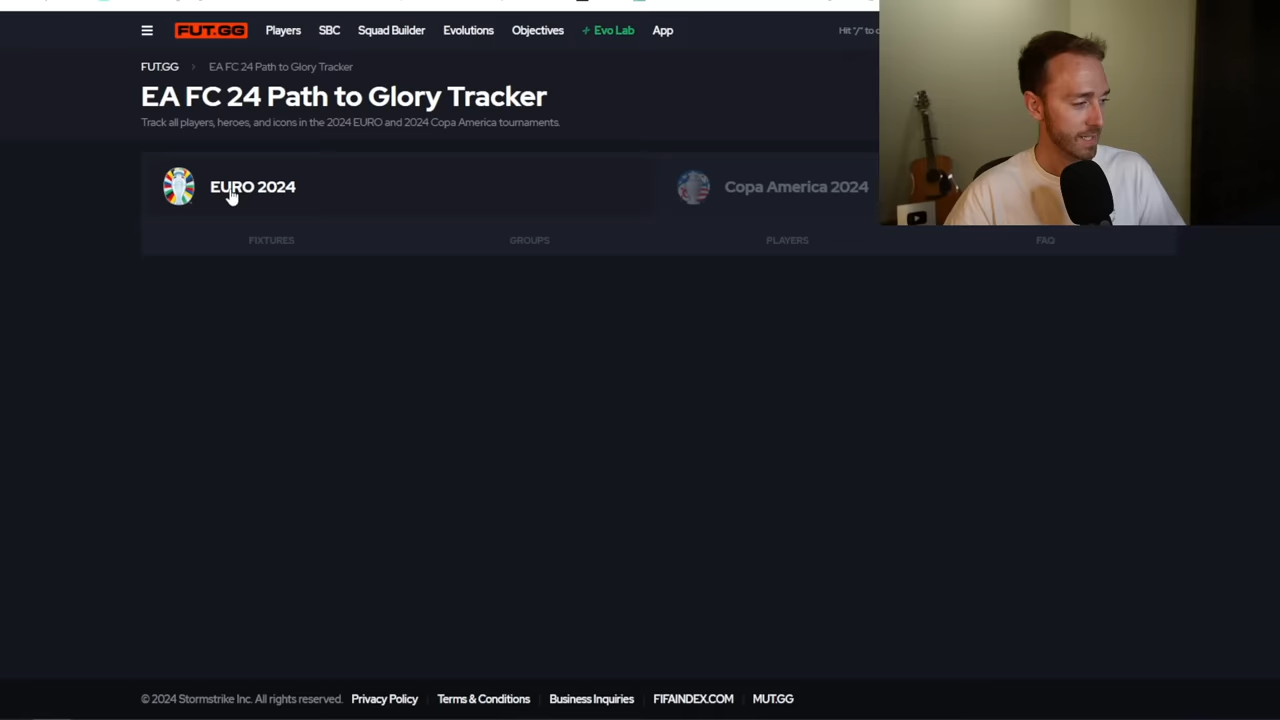 FUT.GG Players SBC Squad Builder Evolutions Objectives Evo Lab App Hit "/" to
FUT.GG > EA FC 24 Path to Glory Tracker
EA FC 24 Path to Glory Tracker
Track all players, heroes, and icons in the 2024 EURO and 2024 Copa America tournaments.
EURO 2024 Copa America 2024
FIXTURES GROUPS PLAYERS FAQ
© 2024 Stormstrike Inc. All rights reserved. Privacy Policy | Terms & Conditions | Business Inquiries | FIFAINDEX.COM | MUT.GG